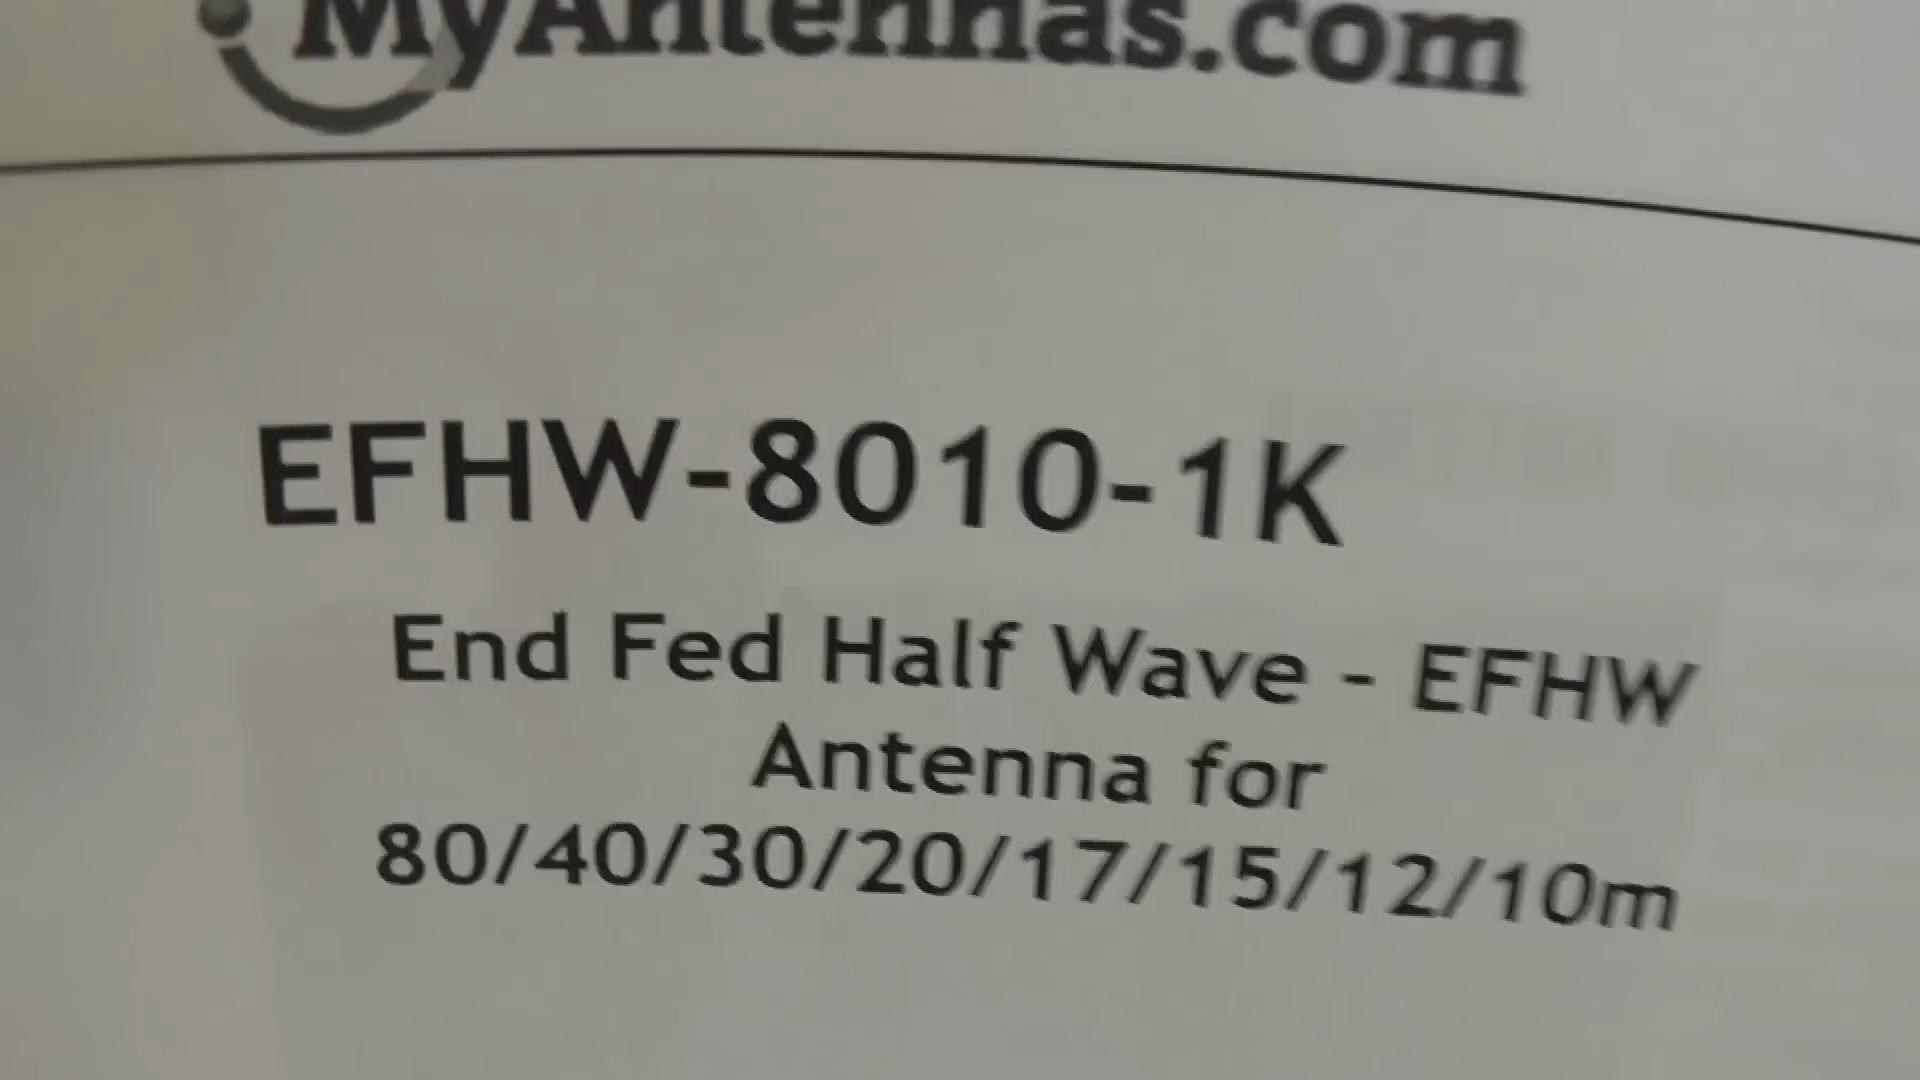 MyAntennas.com
EFHW-8010-1K
End Fed Half Wave - EFHW
Antenna for
80/40/30/20/17/15/12/10m